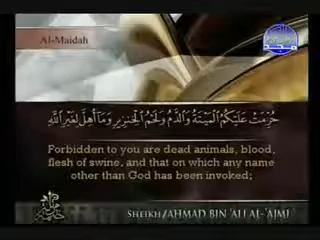 Al-Maidah
المجد
حُرِّمَتْ عَلَيْكُمُ الْمَيْتَةُ وَالدَّمُ وَلَحْمُ الْخِنزِيرِ وَمَا أُهِلَّ لِغَيْرِ اللَّهِ
Forbidden to you are dead animals, blood,
flesh of swine, and that on which any name
other than God has been invoked;
SHEIKH/AHMAD BIN 'ALI AL-'AJMI